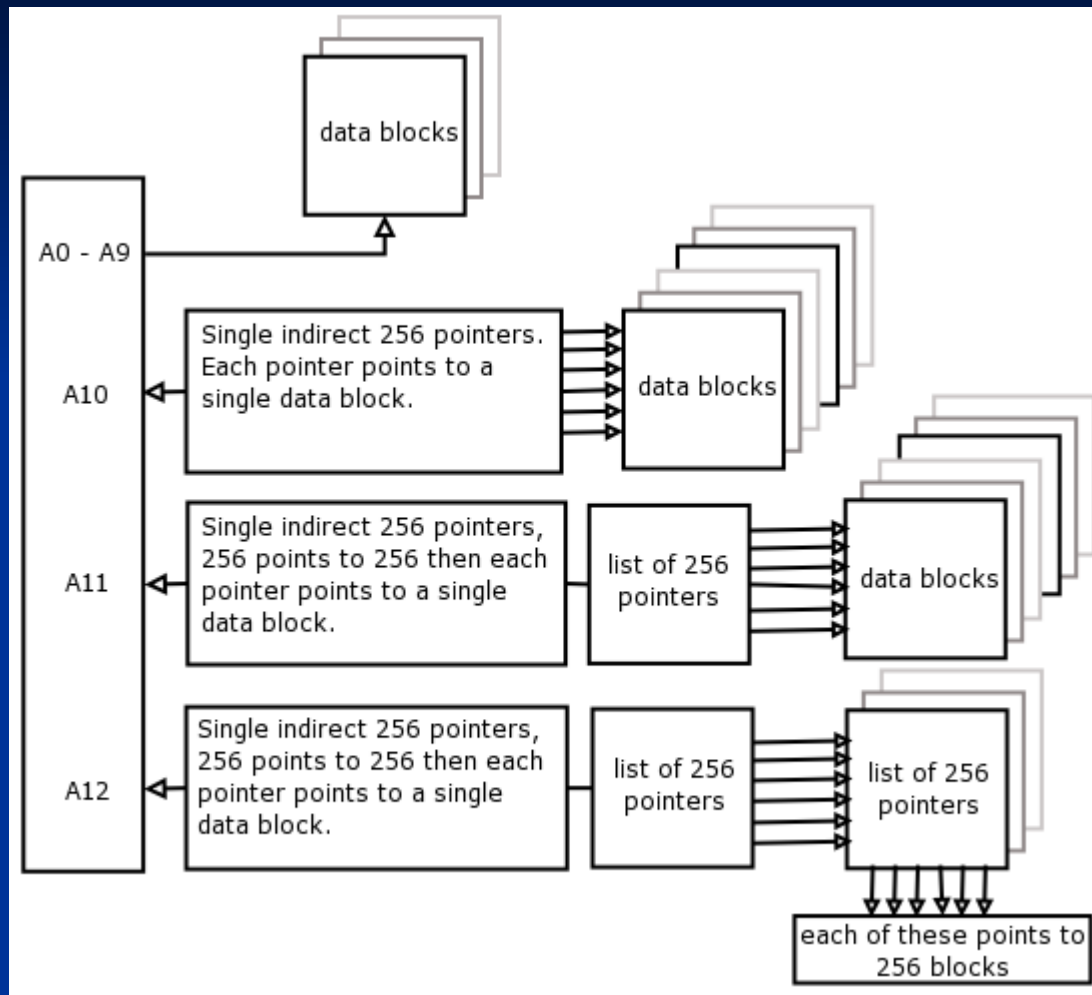 data blocks
A0 - A9
Single indirect 256 pointers.
Each pointer points to a
single data block.
A10
data blocks
Single indirect 256 pointers,
256 points to 256 then each
pointer points to a single
data block.
A11
list of 256
pointers
data blocks
Single indirect 256 pointers,
256 points to 256 then each
pointer points to a single
data block.
A12
list of 256
pointers
list of 256
pointers
each of these points to
256 blocks